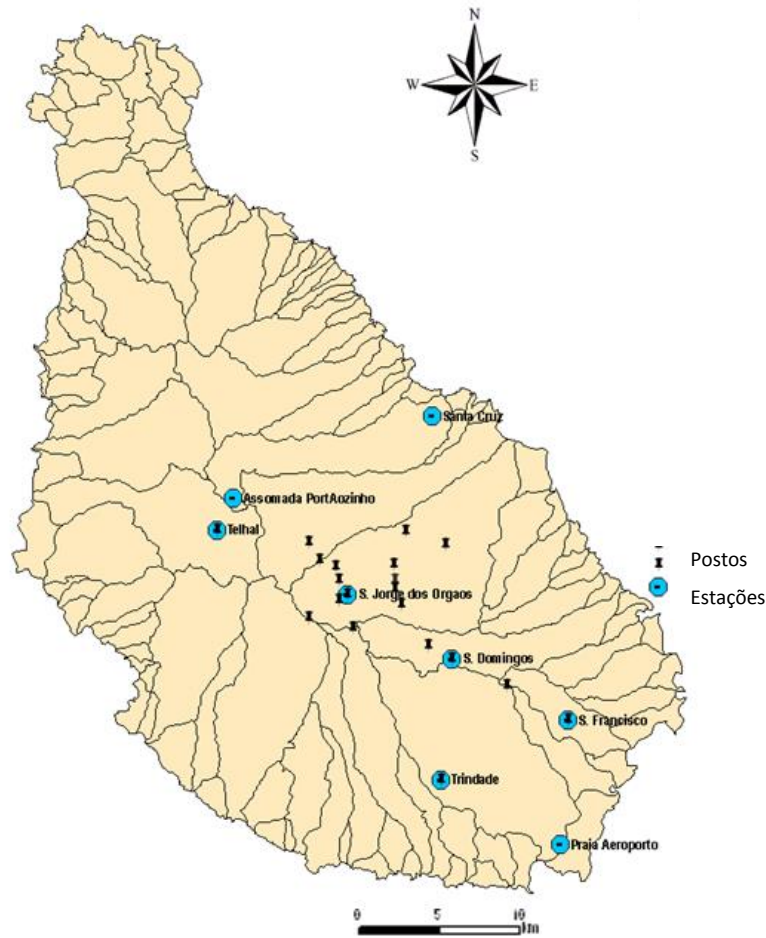 N
W E
S
Santa Cruz
Assomada PortAozinho
Telhal
Postos
S. Jorge dos Orgaos
Estações
S. Domingos
S. Francisco
Trindade
Praia Aeroporto
0 5 10
km